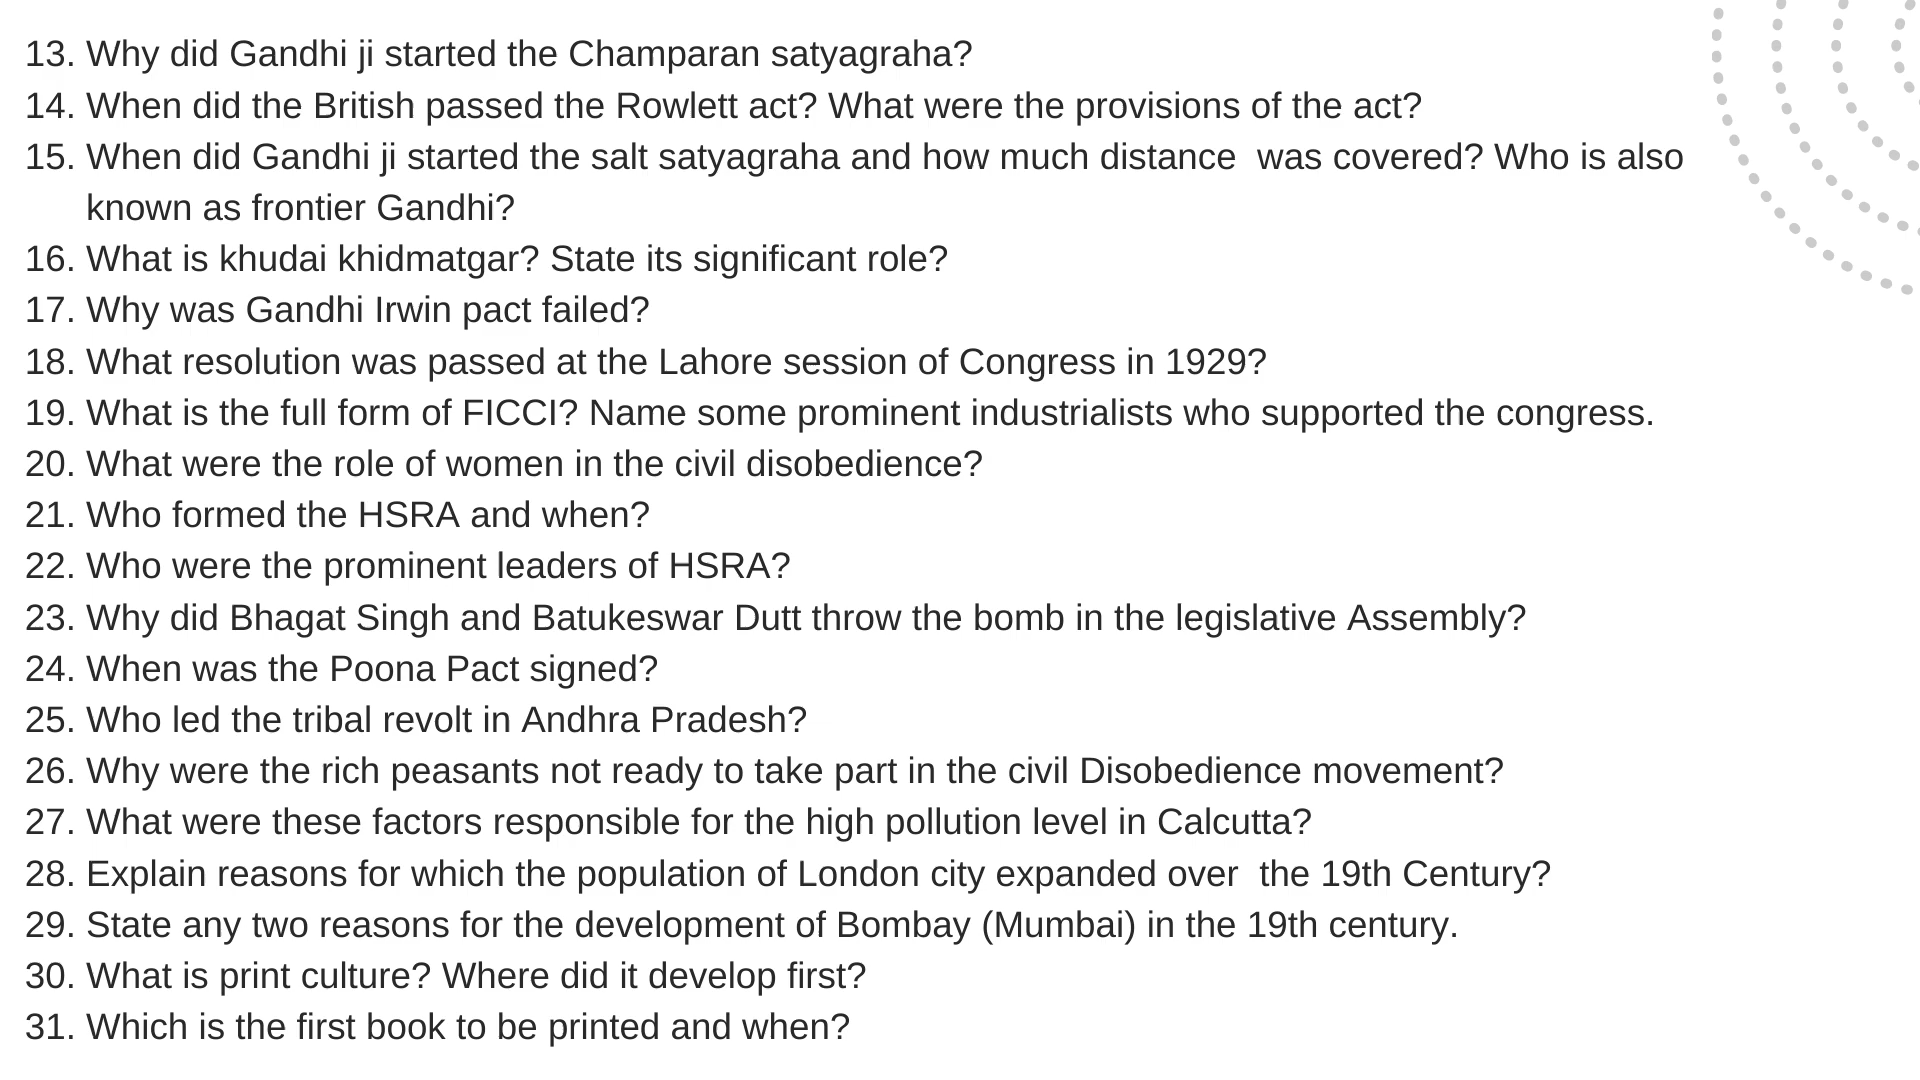 13. Why did Gandhi ji started the Champaran satyagraha?
14. When did the British passed the Rowlett act? What were the provisions of the act?
15. When did Gandhi ji started the salt satyagraha and how much distance  was covered? Who is also
known as frontier Gandhi?
16. What is khudai khidmatgar? State its significant role?
17. Why was Gandhi Irwin pact failed?
18. What resolution was passed at the Lahore session of Congress in 1929?
19. What is the full form of FICCI? Name some prominent industrialists who supported the congress.
20. What were the role of women in the civil disobedience?
21. Who formed the HSRA and when?
22. Who were the prominent leaders of HSRA?
23. Why did Bhagat Singh and Batukeswar Dutt throw the bomb in the legislative Assembly?
24. When was the Poona Pact signed?
25. Who led the tribal revolt in Andhra Pradesh?
26. Why were the rich peasants not ready to take part in the civil Disobedience movement?
27. What were these factors responsible for the high pollution level in Calcutta?
28. Explain reasons for which the population of London city expanded over  the 19th Century?
29. State any two reasons for the development of Bombay (Mumbai) in the 19th century.
30. What is print culture? Where did it develop first?
31. Which is the first book to be printed and when?